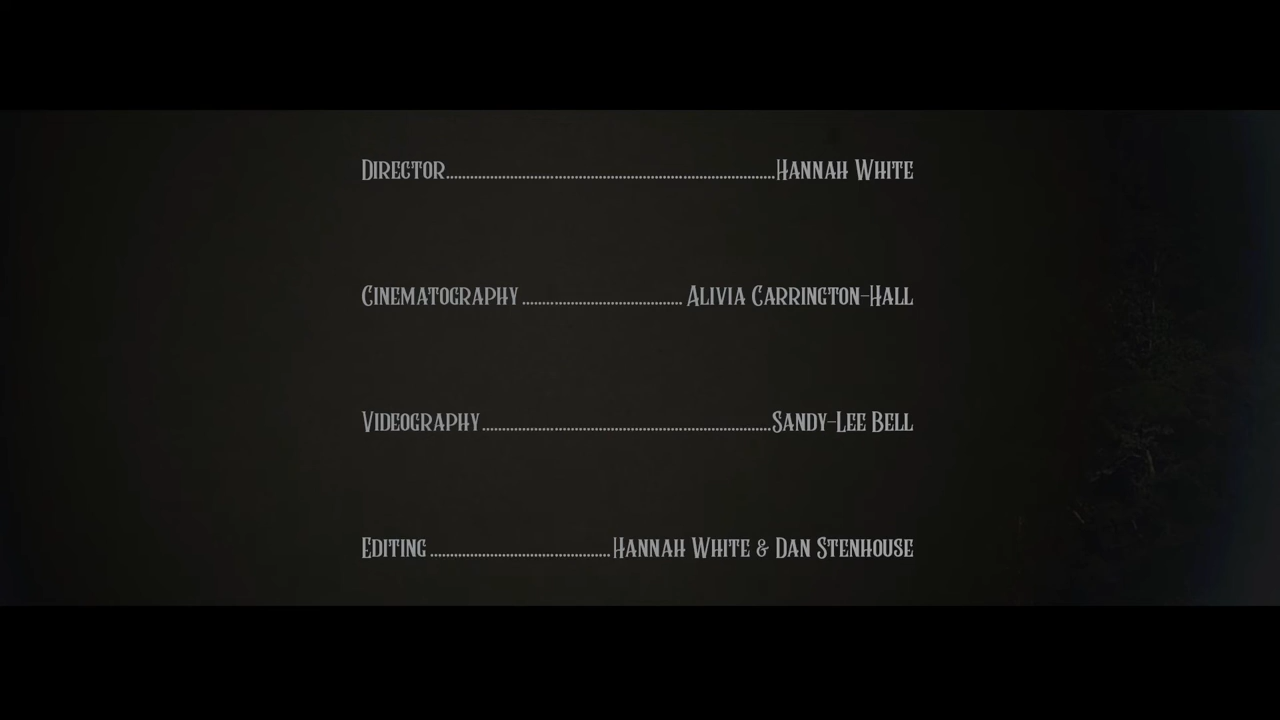 Director....................................................................................Hannah White
Cinematography ........................................ Alivia Carrington-Hall
Videography........................................................................Sandy-Lee Bell
Editing .............................................Hannah White & Dan Stenhouse